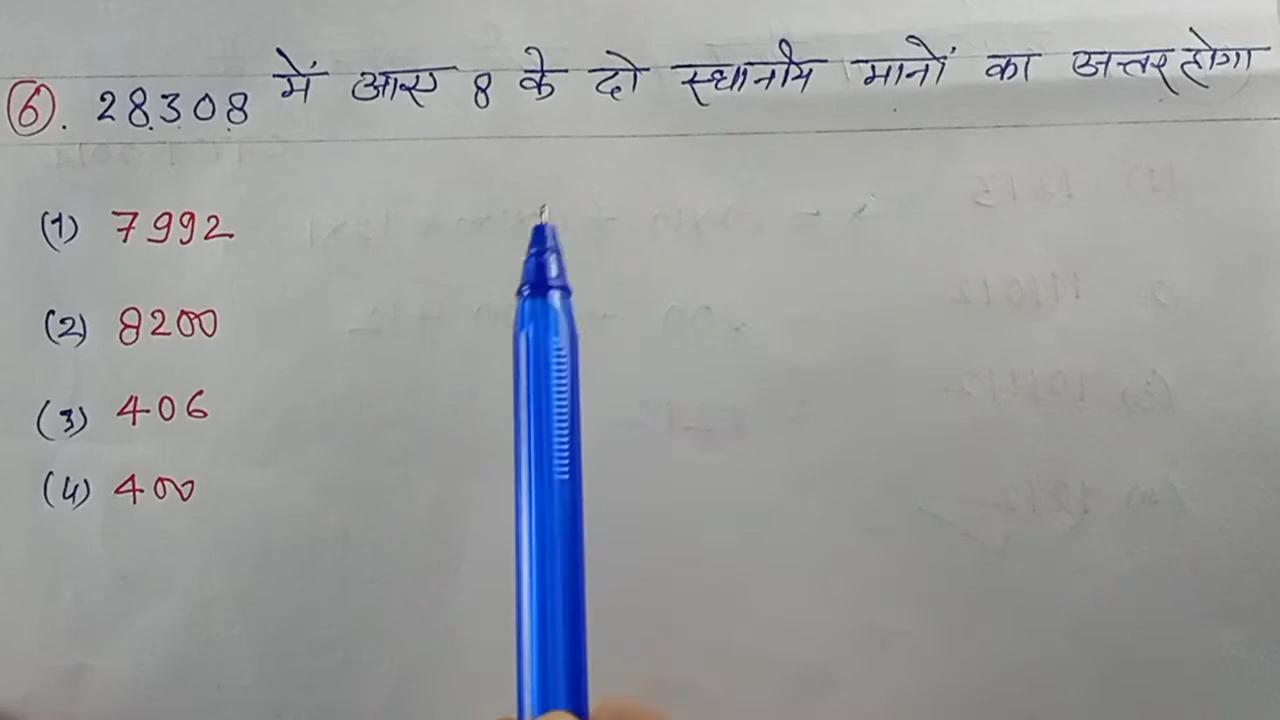 6. 28308 में आए 8 के दो स्थानीय मानों का अन्तर होगा
(1) 7992
(2) 8200
(3) 406
(4) 400